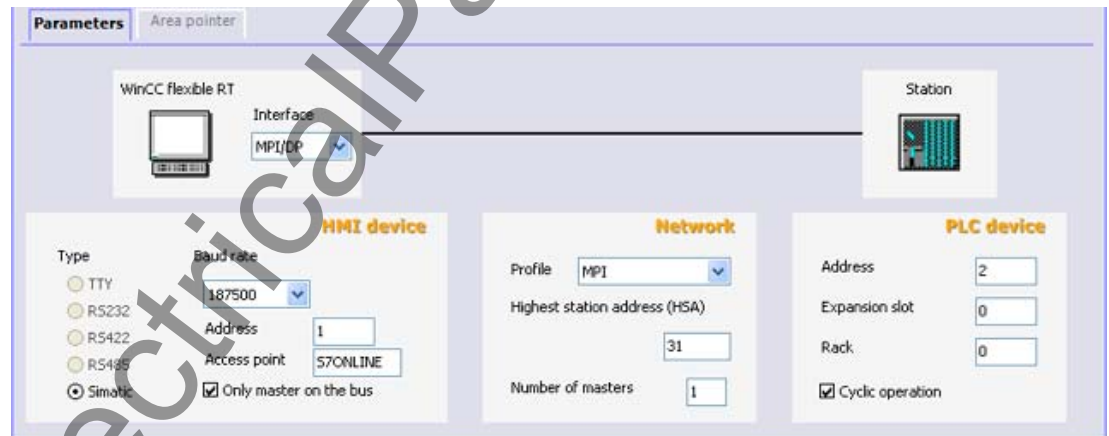 Parameters
Area pointer
WinCC flexible RT
Interface
MPI/DP
Station
HMI device
Type
TTY
RS232
RS422
RS485
Simatic
Baud rate
187500
Address
1
Access point
S7ONLINE
Only master on the bus
Network
Profile
MPI
Highest station address (HSA)
31
Number of masters
1
PLC device
Address
2
Expansion slot
0
Rack
0
Cyclic operation
ectricalP